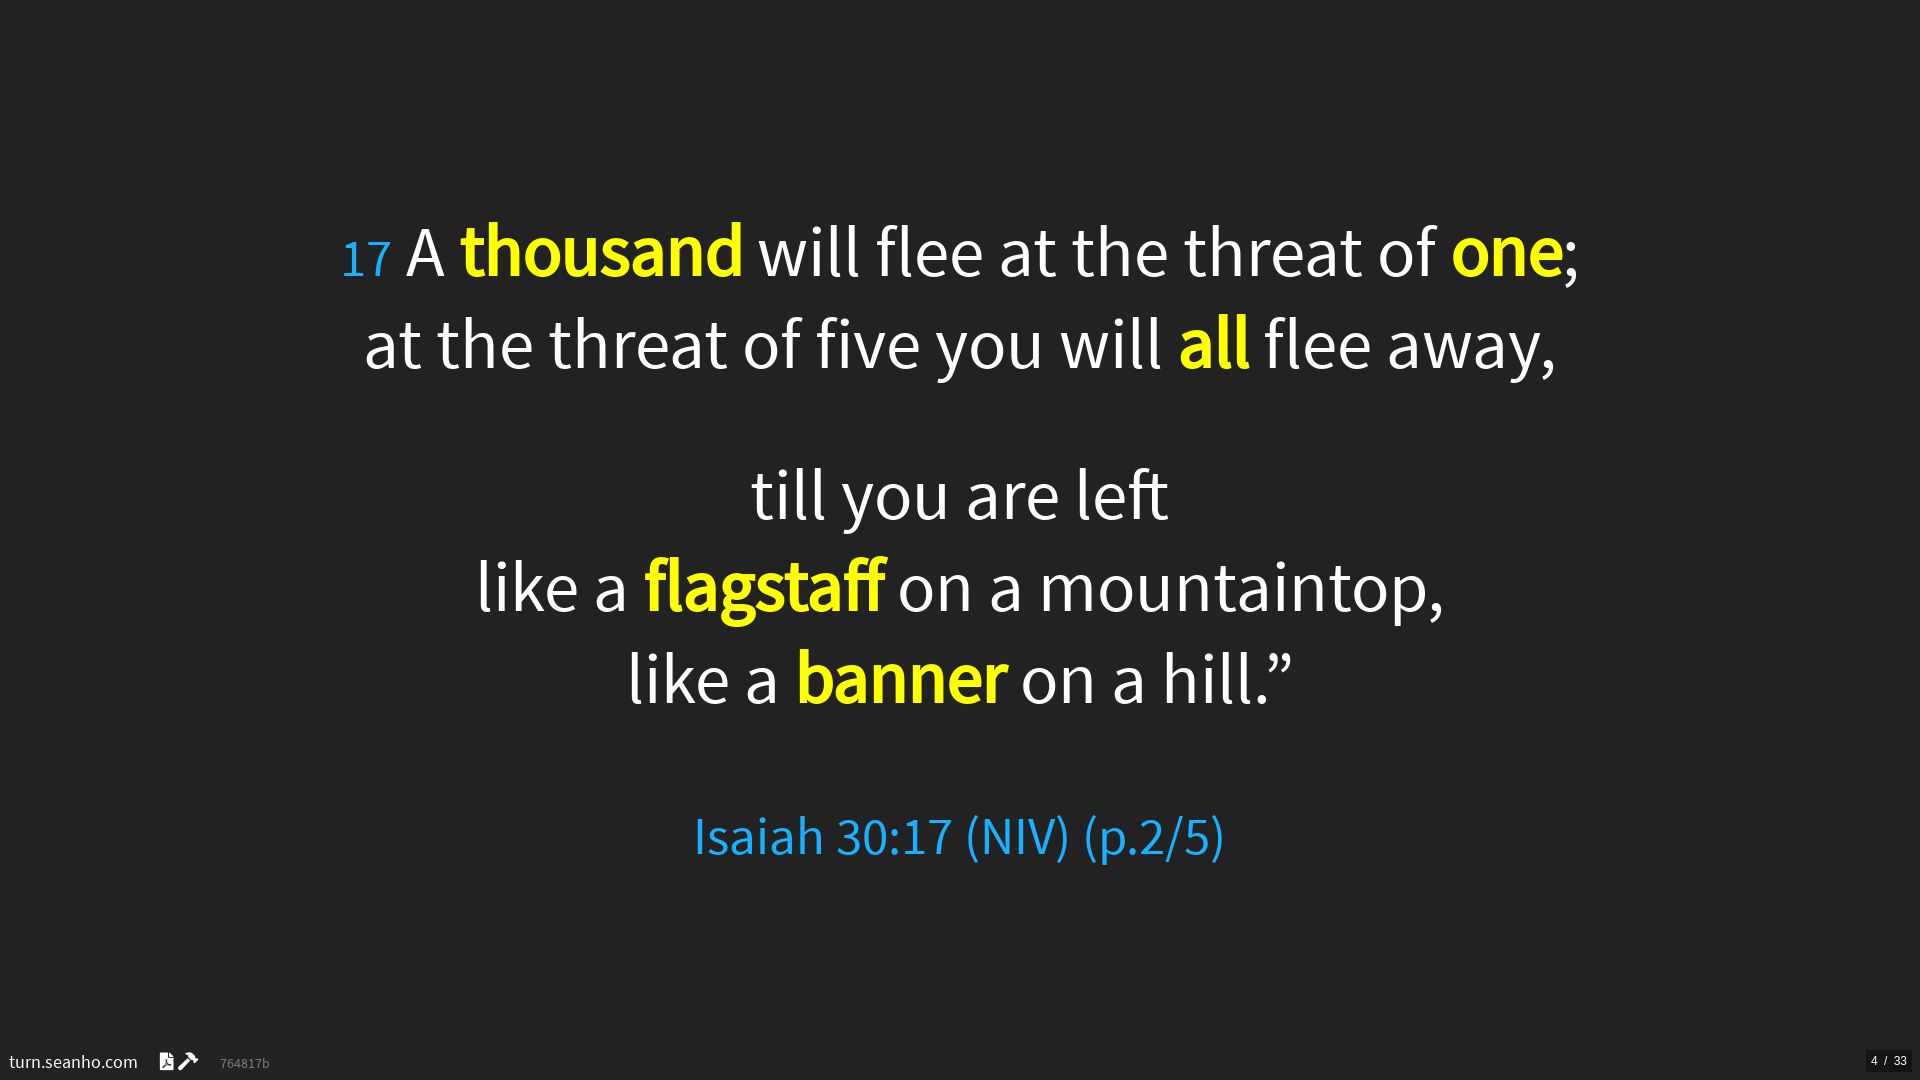 17 A thousand will flee at the threat of one;
at the threat of five you will all flee away,
till you are left
like a flagstaff on a mountaintop,
like a banner on a hill.”
Isaiah 30:17 (NIV) (p.2/5)
turn.seanho.com 764817b
4 / 33